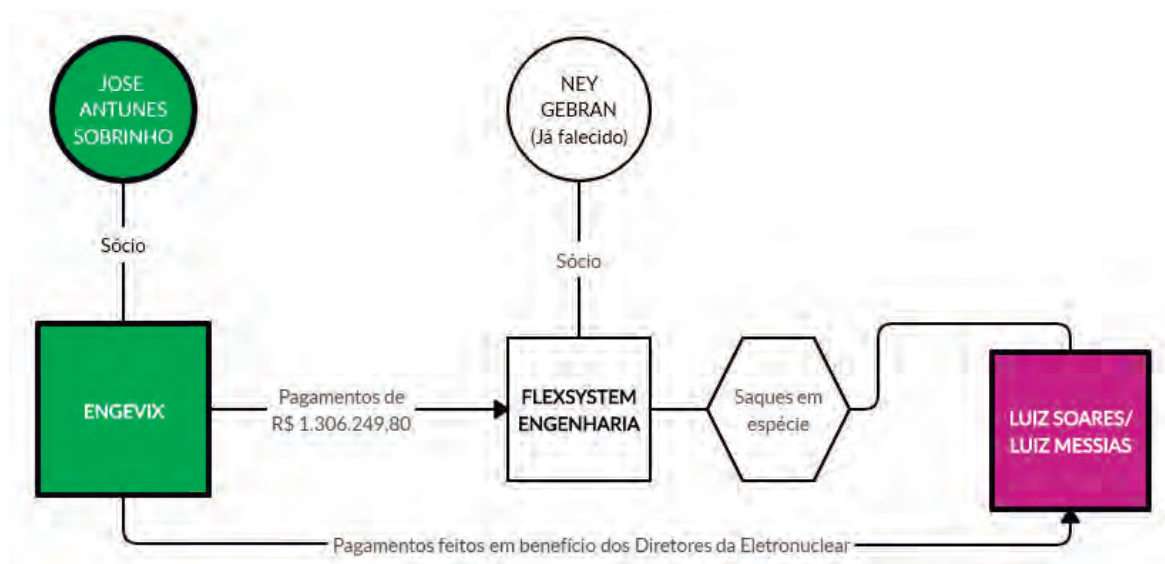 JOSE
ANTUNES
SOBRINHO
NEY
GEBRAN
(Já falecido)
Sócio
Sócio
ENGEVIX
Pagamentos de
R$ 1.306.249,80
FLEXSYSTEM
ENGENHARIA
Saques em
espécie
LUIZ SOARES/
LUIZ MESSIAS
Pagamentos feitos em benefício dos Diretores da Eletronuclear